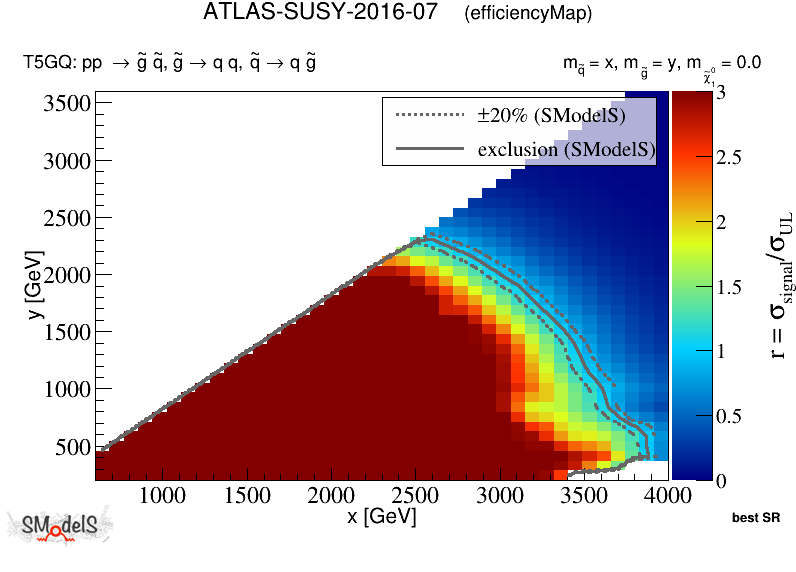 ATLAS-SUSY-2016-07 (efficiencyMap)
T5GQ: pp → g̃ q̃, g̃ → q q, q̃ → q g̃
m_q̃ = x, m_g̃ = y, m_χ̃₁⁰ = 0.0
±20% (SModelS)
exclusion (SModelS)
3500
3000
2500
2000
1500
1000
500
y [GeV]
1000 1500 2000 2500 3000 3500 4000
x [GeV]
3
2.5
2
1.5
1
0.5
0
r = σ_signal/σ_UL
SModelS
best SR